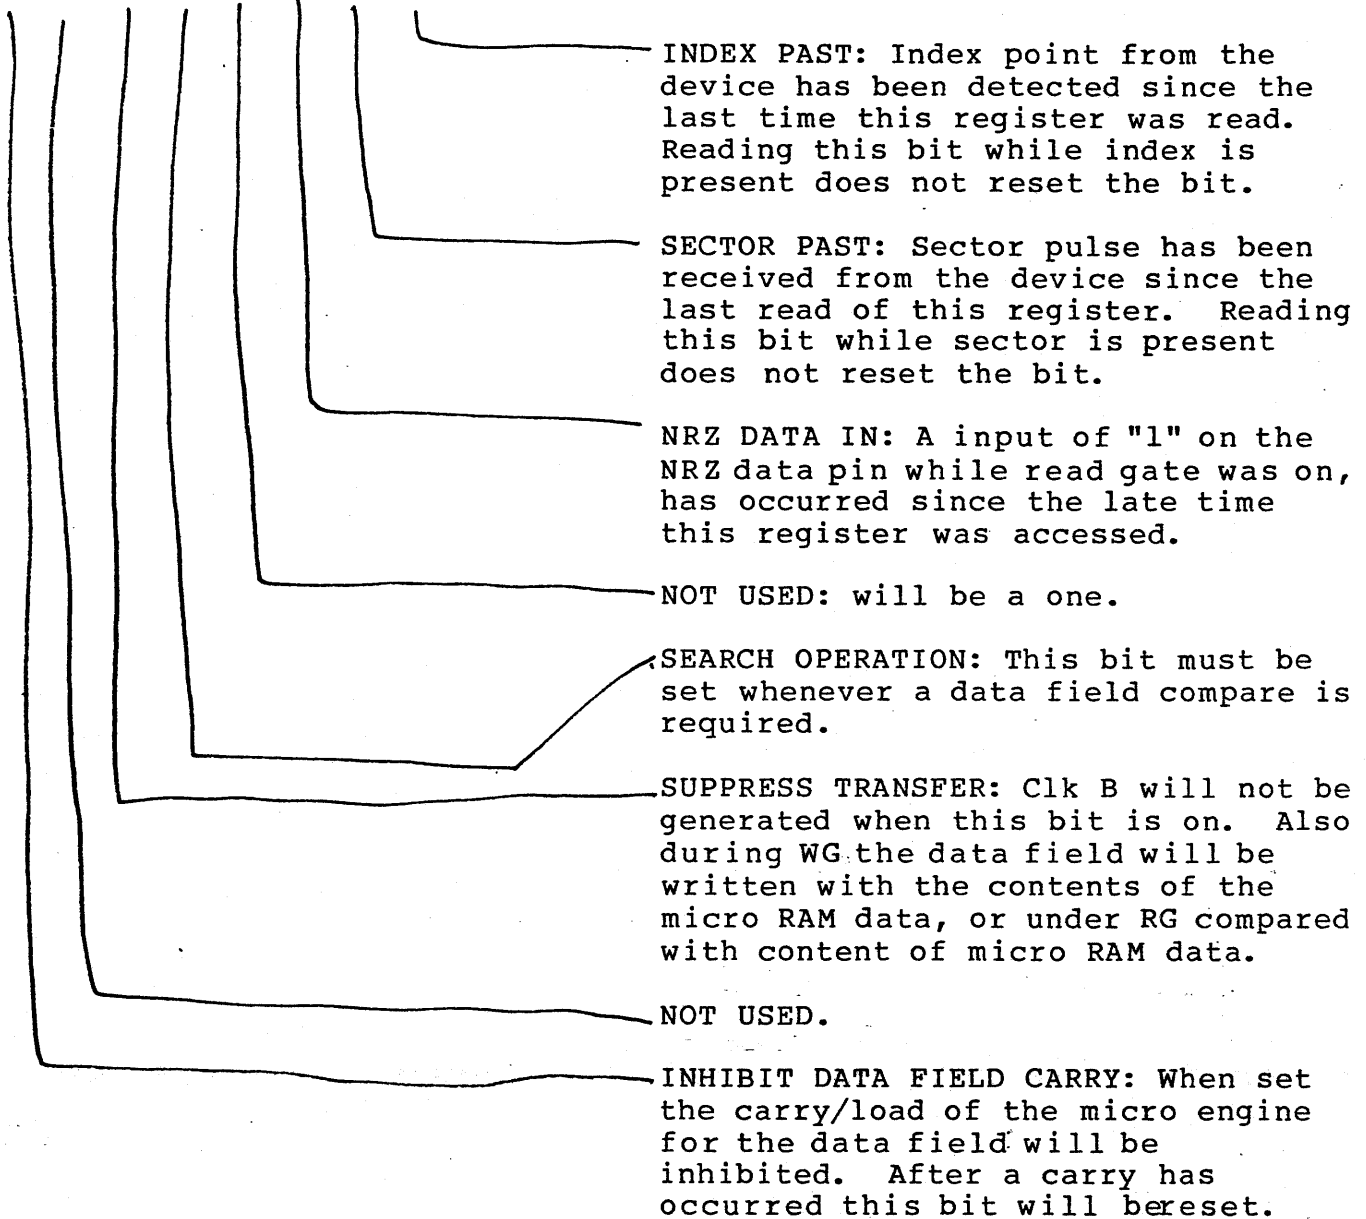 INDEX PAST: Index point from the
device has been detected since the
last time this register was read.
Reading this bit while index is
present does not reset the bit.
SECTOR PAST: Sector pulse has been
received from the device since the
last read of this register. Reading
this bit while sector is present
does not reset the bit.
NRZ DATA IN: A input of "1" on the
NRZ data pin while read gate was on,
has occurred since the late time
this register was accessed.
NOT USED: will be a one.
SEARCH OPERATION: This bit must be
set whenever a data field compare is
required.
SUPPRESS TRANSFER: Clk B will not be
generated when this bit is on. Also
during WG the data field will be
written with the contents of the
micro RAM data, or under RG compared
with content of micro RAM data.
NOT USED.
INHIBIT DATA FIELD CARRY: When set
the carry/load of the micro engine
for the data field will be
inhibited. After a carry has
occurred this bit will bereset.